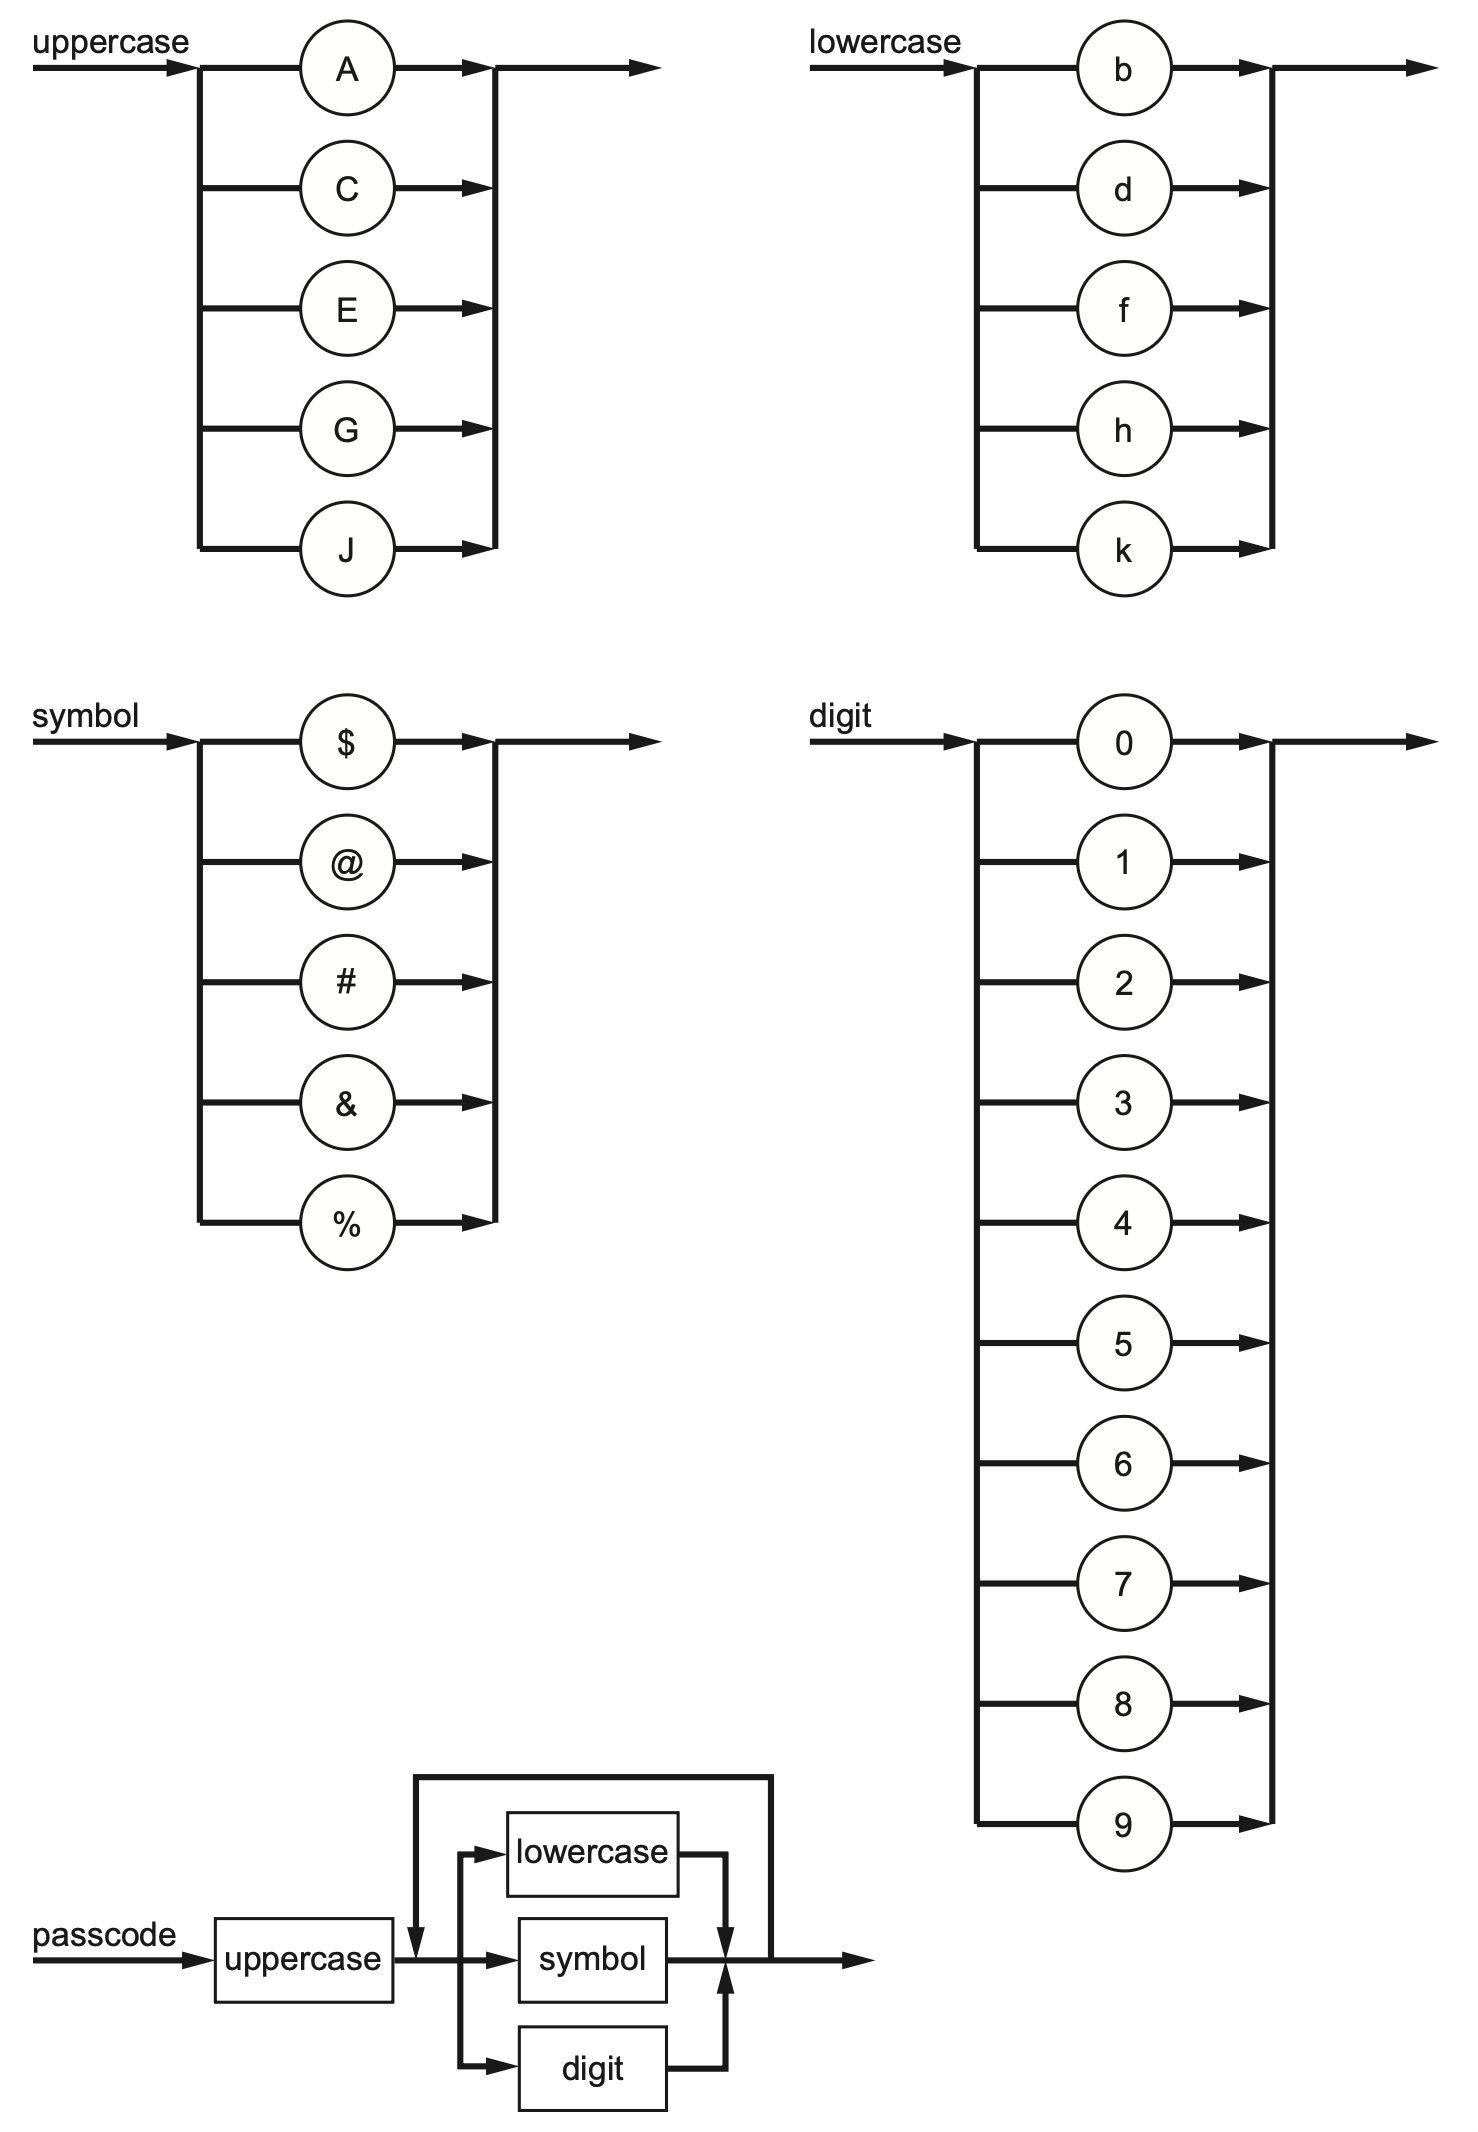 uppercase
A
C
E
G
J
lowercase
b
d
f
h
k
symbol
$
@
#
&
%
digit
0
1
2
3
4
5
6
7
8
9
passcode
uppercase
lowercase
symbol
digit